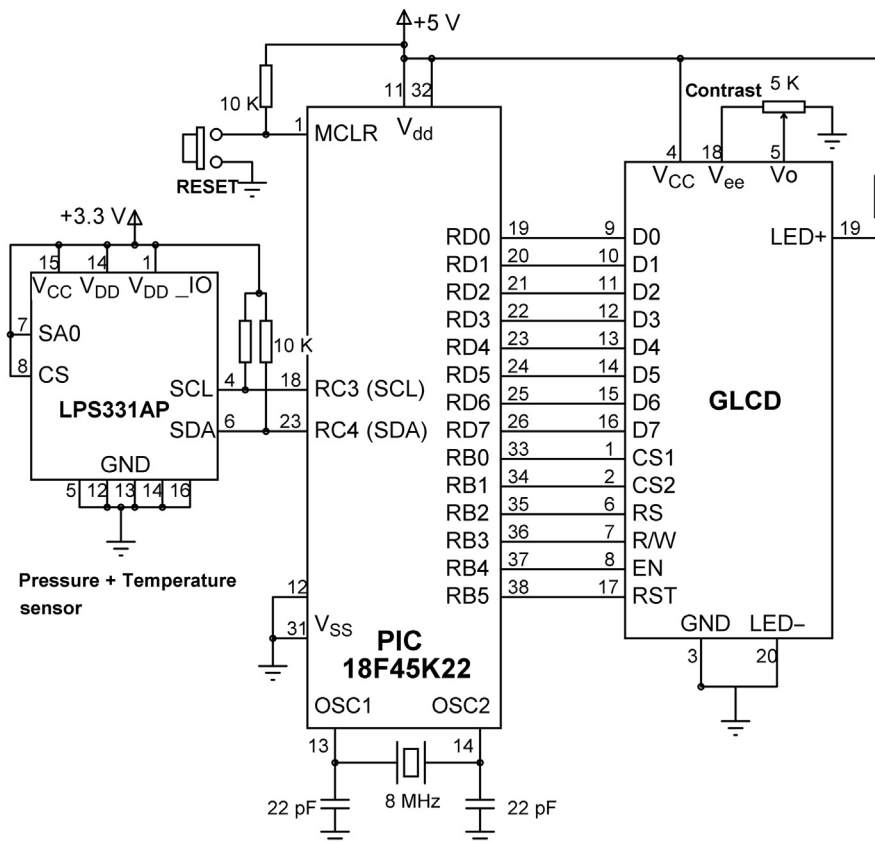 +5 V
10 K
11 32
Contrast 5 K
1 MCLR
Vdd
4 18 5
VCC Vee Vo
RESET
+3.3 V
15 14 1
VCC VDD VDD _IO
RD0 19 9 D0
LED+ 19
RD1 20 10 D1
RD2 21 11 D2
7 SA0
RD3 22 12 D3
10 K
RD4 23 13 D4
8 CS
RD5 24 14 D5
SCL 4 18 RC3 (SCL)
RD6 25 15 D6
GLCD
LPS331AP
SDA 6 23 RC4 (SDA)
RD7 26 16 D7
RB0 33 1 CS1
GND
RB1 34 2 CS2
5 12 13 14 16
RB2 35 6 RS
RB3 36 7 R/W
RB4 37 8 EN
Pressure + Temperature
sensor
12
RB5 38 17 RST
31 VSS
GND LED–
PIC
18F45K22
3 20
OSC1 OSC2
13 14
22 pF 8 MHz 22 pF